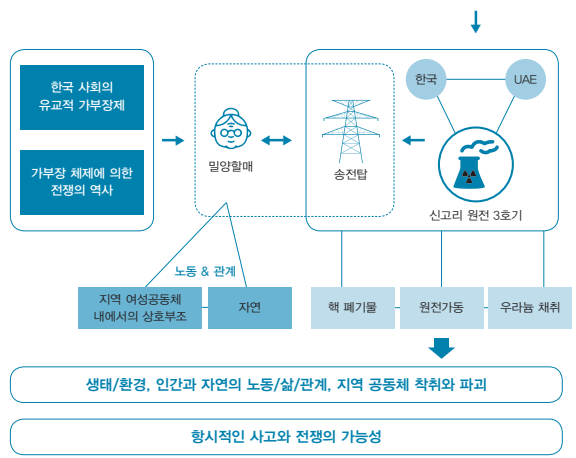 한국 사회의
유교적 가부장제
가부장 체제에 의한
전쟁의 역사
밀양할매
송전탑
한국
UAE
신고리 원전 3호기
노동 & 관계
지역 여성공동체
내에서의 상호부조
자연
핵 폐기물
원전가동
우라늄 채취
생태/환경, 인간과 자연의 노동/삶/관계, 지역 공동체 착취와 파괴
항시적인 사고와 전쟁의 가능성